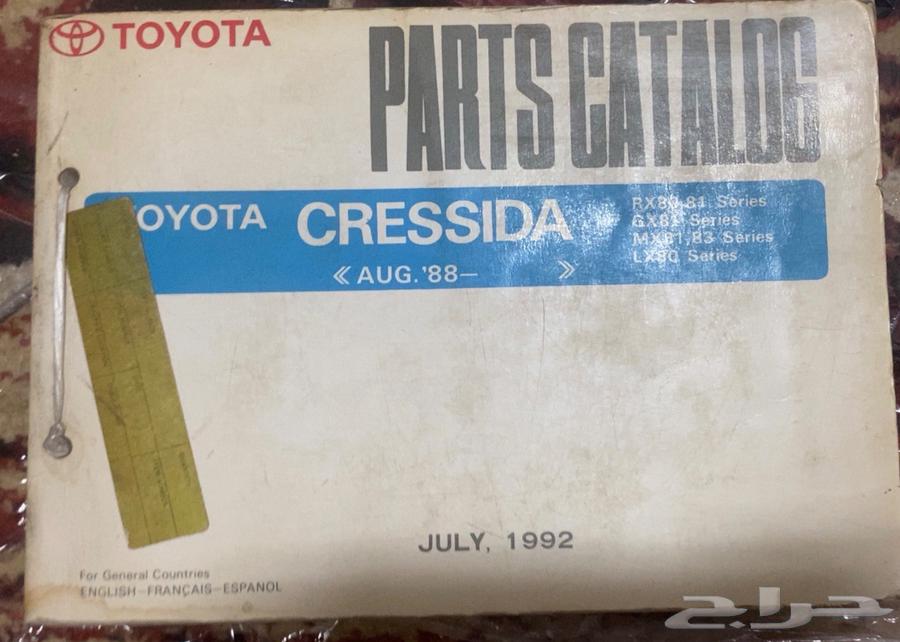 TOYOTA
PARTS CATALOG
TOYOTA CRESSIDA
RX80,81 Series
GX81 Series
MX81,83 Series
LX80 Series
《 AUG.'88— 》
JULY, 1992
For General Countries
ENGLISH—FRANÇAIS—ESPANOL
حراج